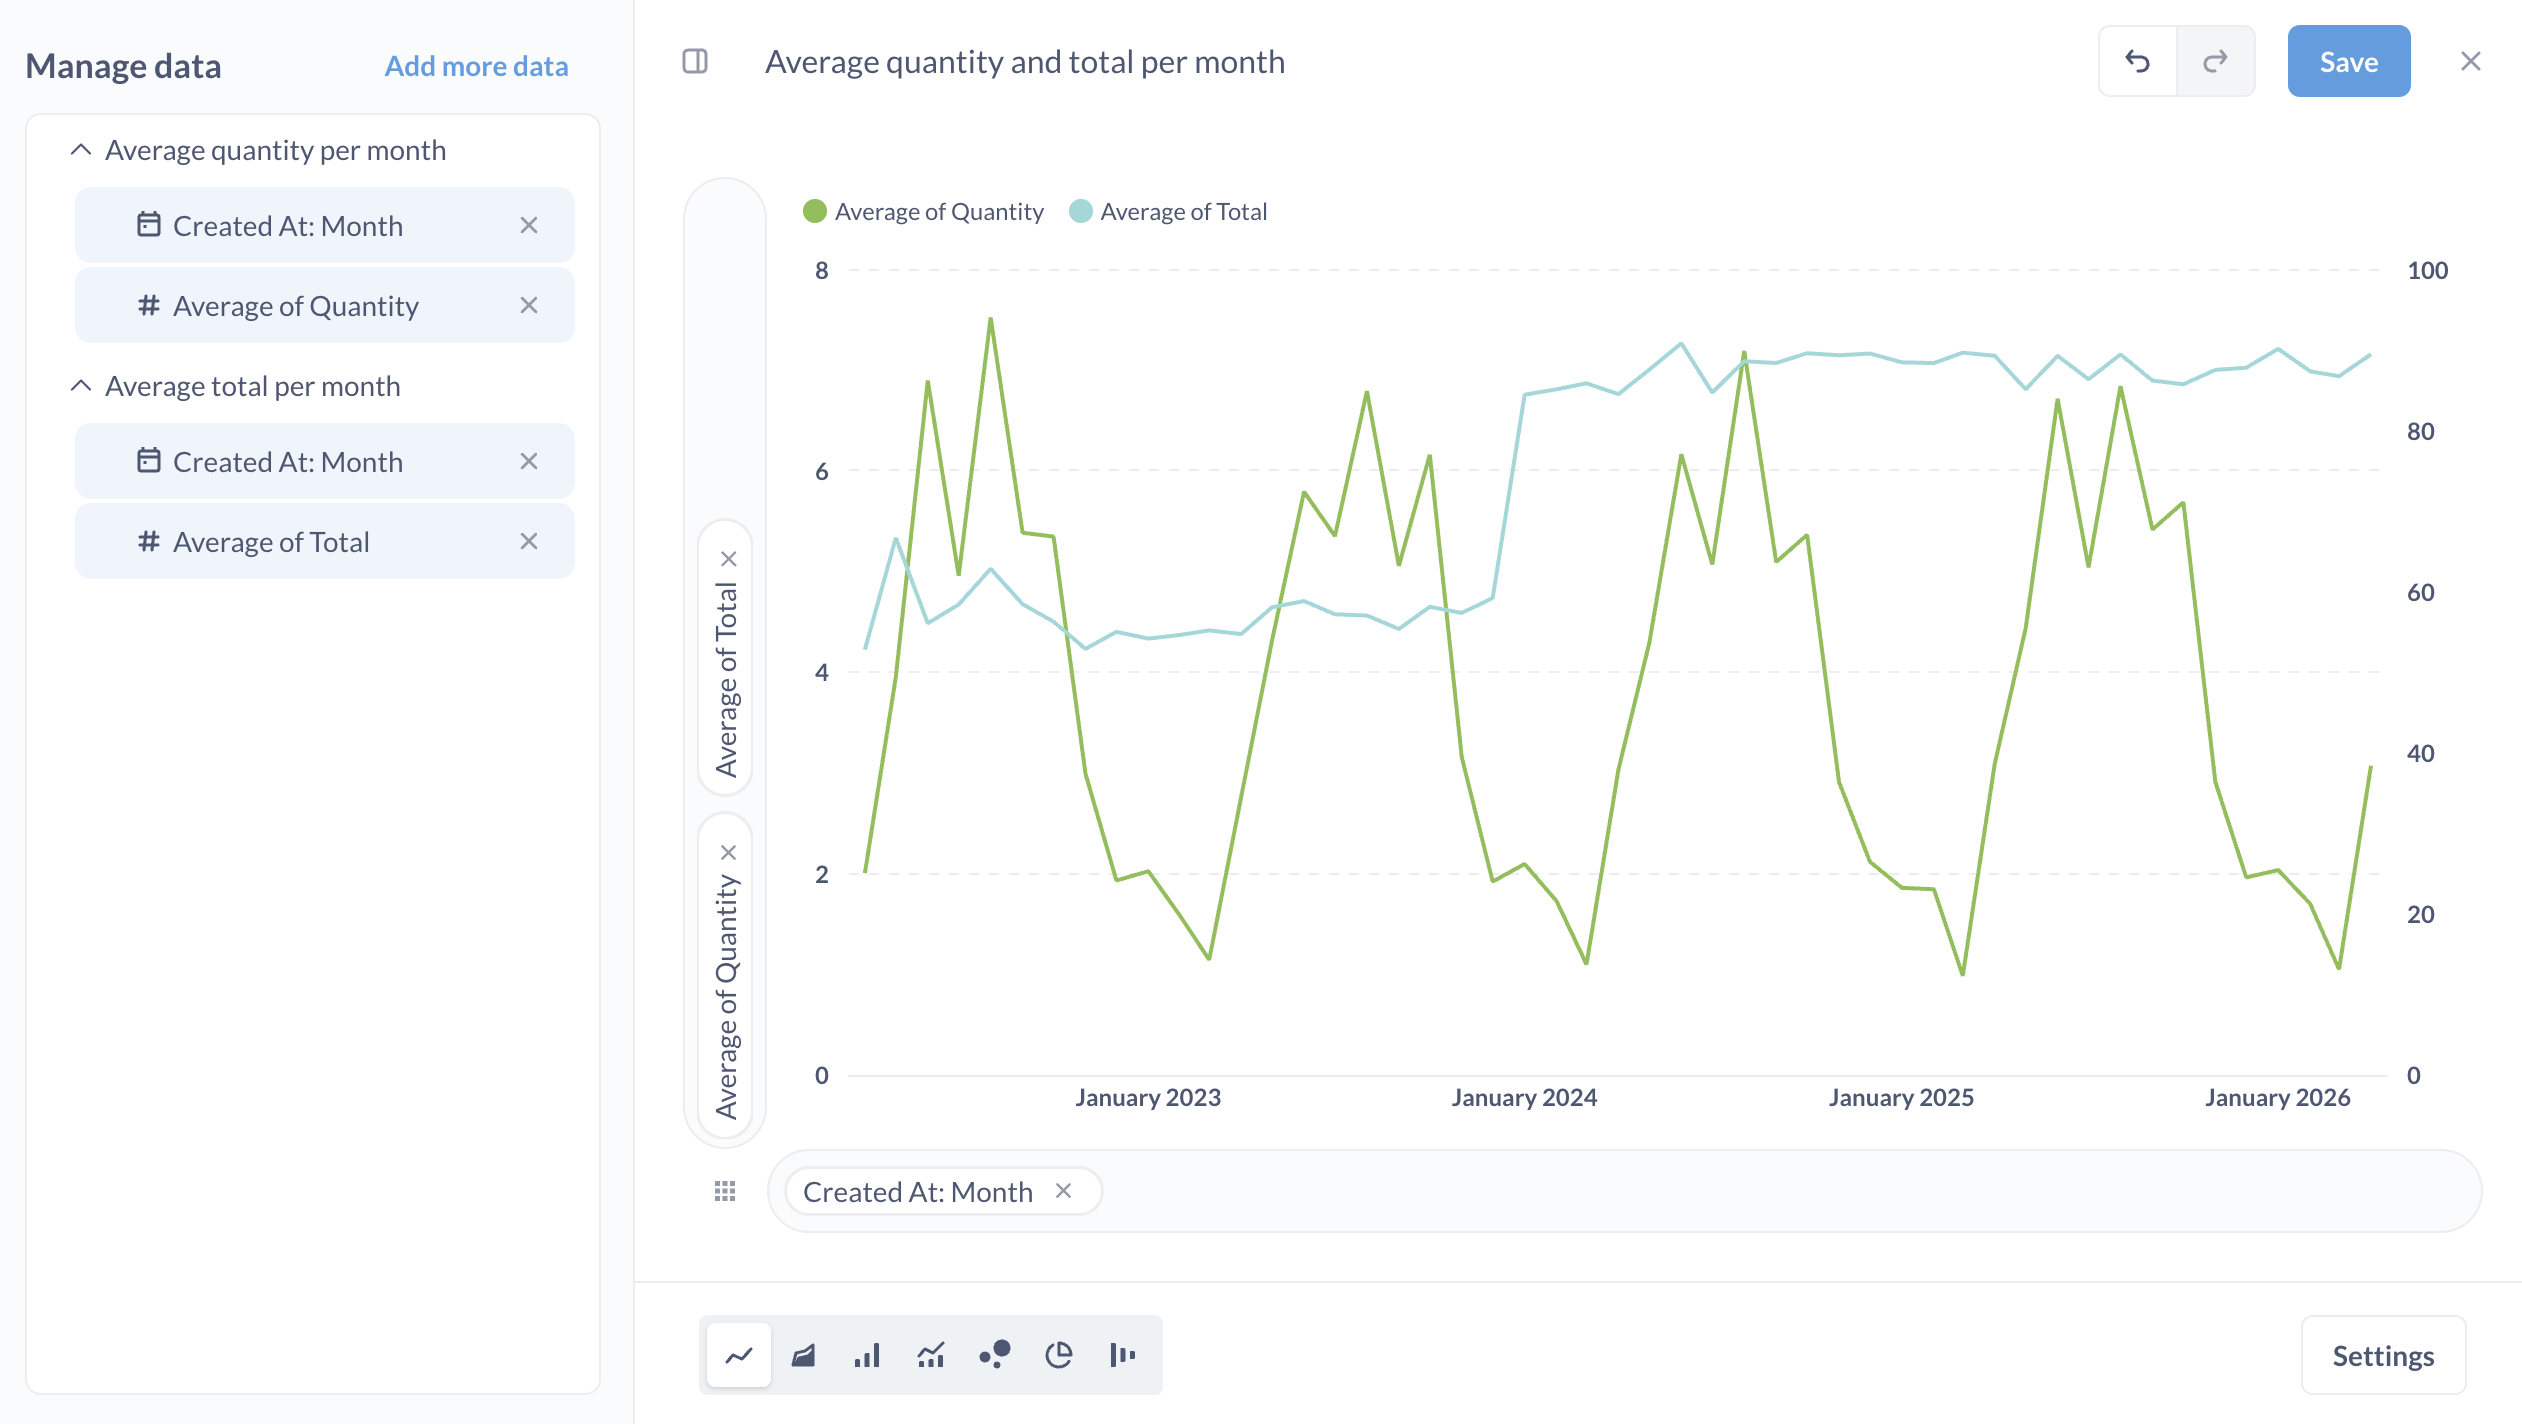 Manage data
Add more data
Average quantity per month
Created At: Month
Average of Quantity
Average total per month
Created At: Month
Average of Total
Average quantity and total per month
Save
Average of Quantity
Average of Total
8
6
4
2
0
100
80
60
40
20
0
Average of Total
Average of Quantity
January 2023
January 2024
January 2025
January 2026
Created At: Month
Settings